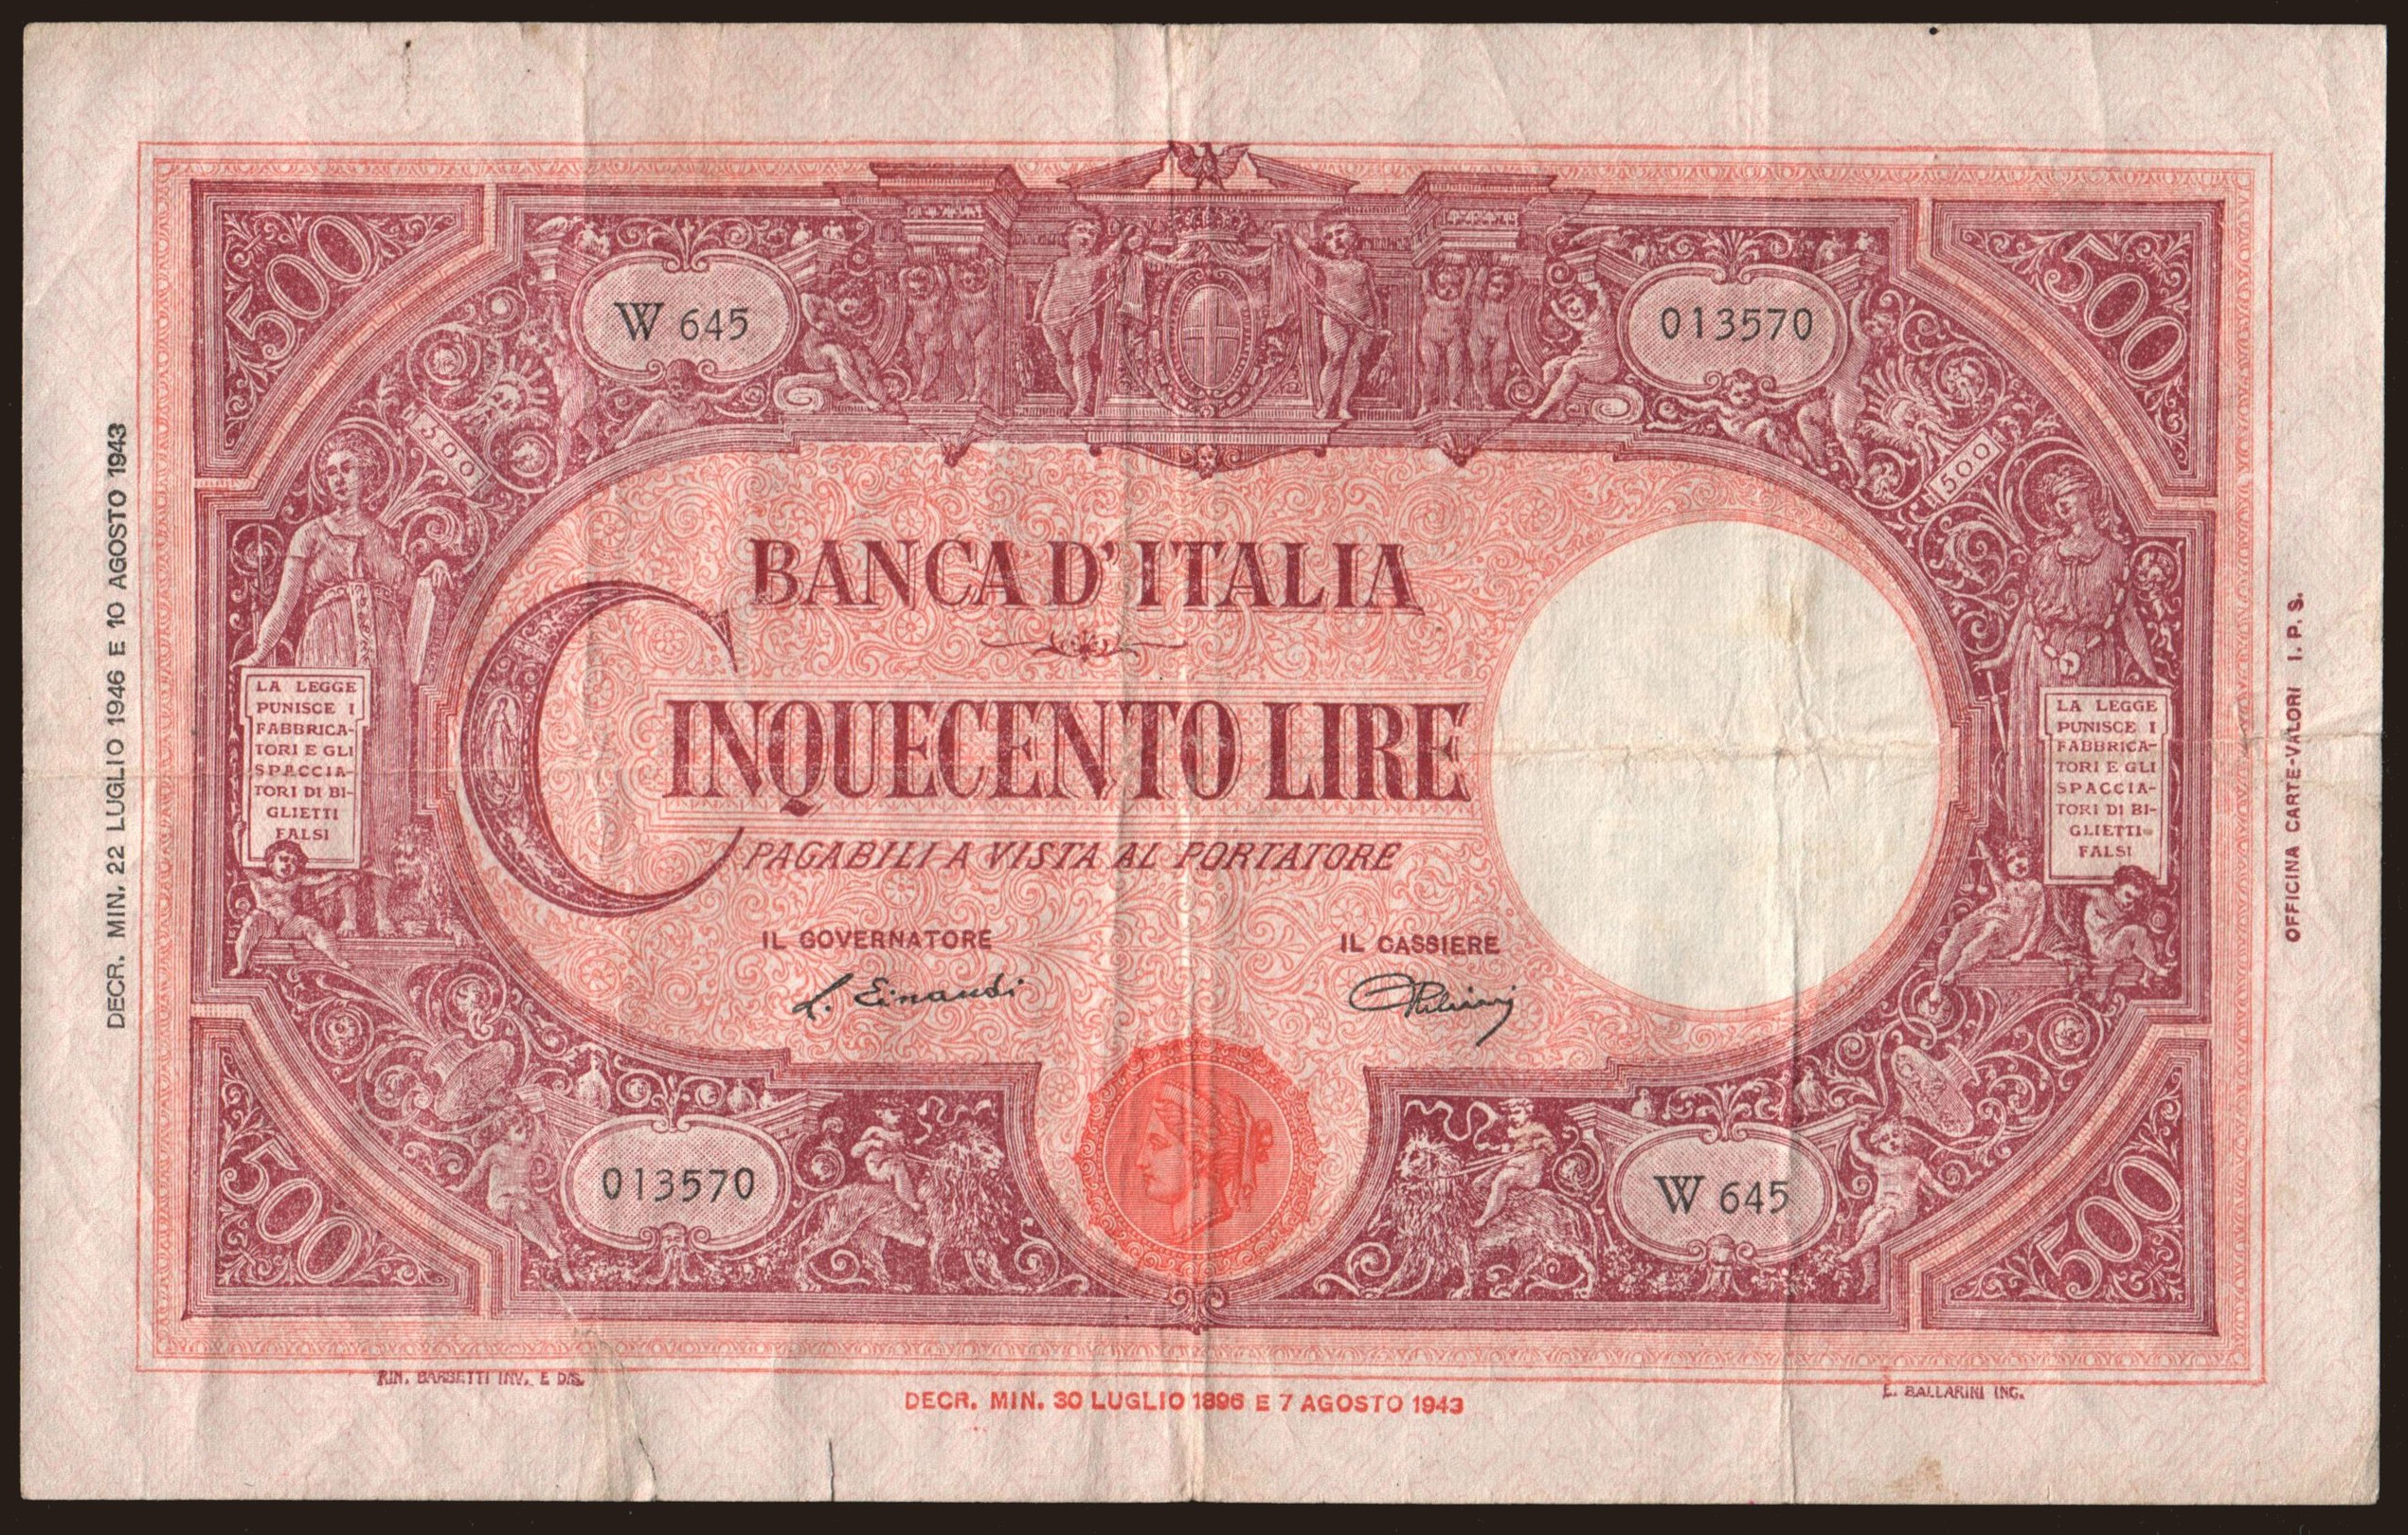 500
500
W 645
013570
500
500
BANCA D'ITALIA
CINQUECENTO LIRE
PAGABILI A VISTA AL PORTATORE
LA LEGGE
PUNISCE I
FABBRICA-
TORI E GLI
SPACCIA-
TORI DI BI-
GLIETTI
FALSI
LA LEGGE
PUNISCE I
FABBRICA-
TORI E GLI
SPACCIA-
TORI DI BI-
GLIETTI
FALSI
DECR. MIN. 22 LUGLIO 1946 E 10 AGOSTO 1943
OFFICINA CARTE-VALORI I. P. S.
IL GOVERNATORE
IL CASSIERE
L. Einaudi
013570
W 645
500
500
RIN. BARBETTI INV. E DIS.
DECR. MIN. 30 LUGLIO 1896 E 7 AGOSTO 1943
E. BALLARINI INC.